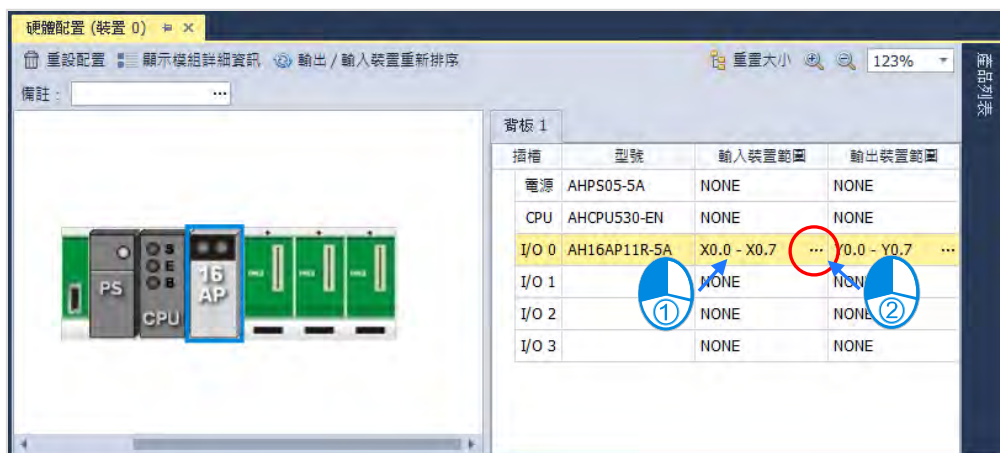 硬體配置 (裝置 0)
重設配置 顯示模組詳細資訊 輸出 / 輸入裝置重新排序 重置大小 123%
備註 : ...
產品列表
背板 1
插槽 型號 輸入裝置範圍 輸出裝置範圍
電源 AHPS05-5A NONE NONE
CPU AHCPU530-EN NONE NONE
I/O 0 AH16AP11R-5A X0.0 - X0.7 ... Y0.0 - Y0.7 ...
I/O 1 NONE
I/O 2 NONE
I/O 3 NONE NONE
① ②
PS
S
E
B
CPU
16
AP